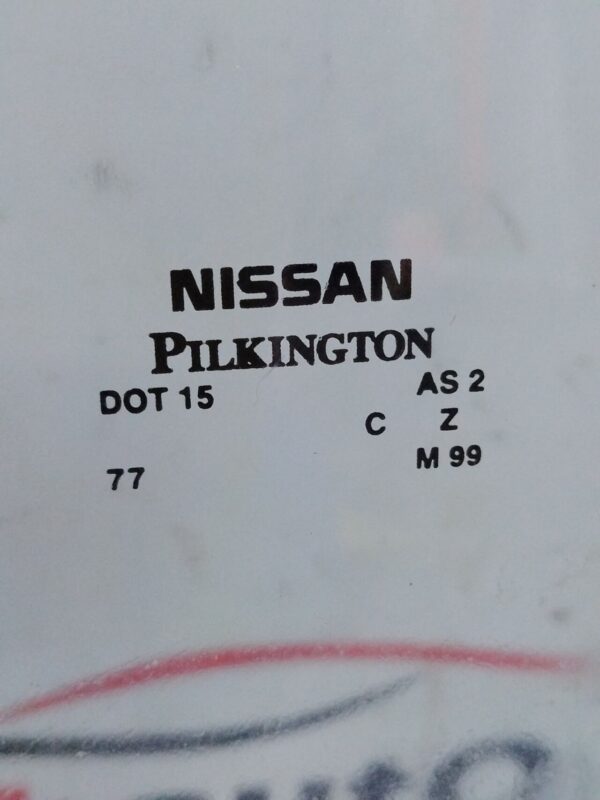 NISSAN
PILKINGTON
DOT 15 AS 2
C Z
77 M 99